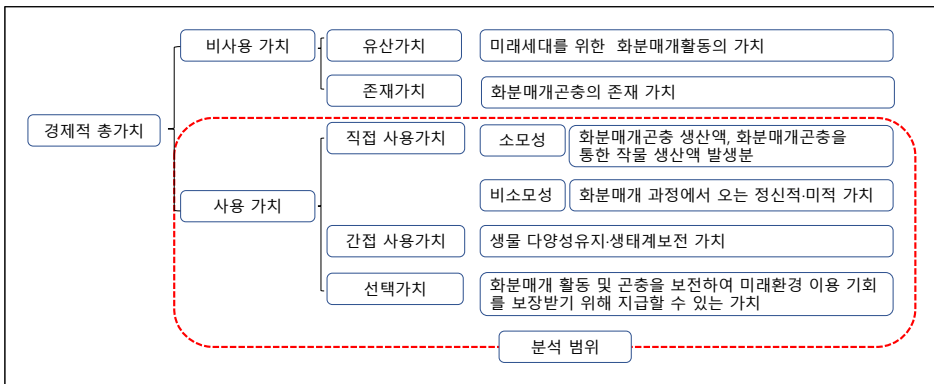 비사용 가치
유산가치
미래세대를 위한 화분매개활동의 가치
존재가치
화분매개곤충의 존재 가치
경제적 총가치
직접 사용가치
소모성
화분매개곤충 생산액, 화분매개곤충을
통한 작물 생산액 발생분
비소모성
화분매개 과정에서 오는 정신적·미적 가치
사용 가치
간접 사용가치
생물 다양성유지·생태계보전 가치
선택가치
화분매개 활동 및 곤충을 보전하여 미래환경 이용 기회
를 보장받기 위해 지급할 수 있는 가치
분석 범위